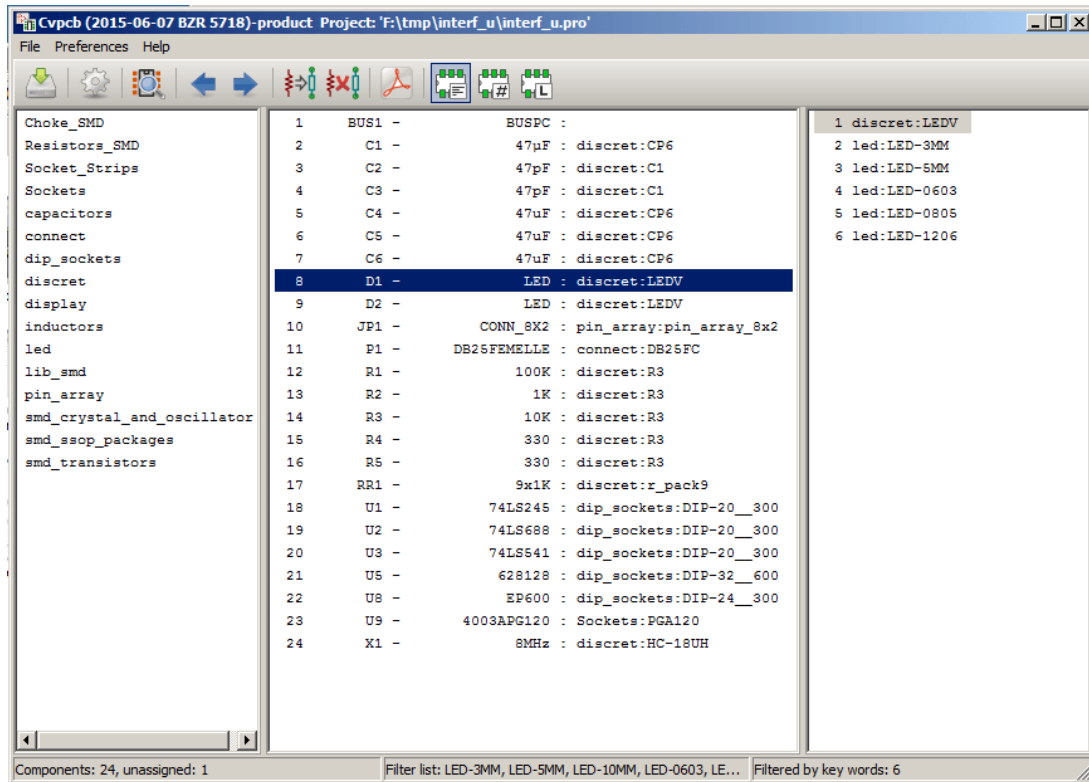 Cvpcb (2015-06-07 BZR 5718)-product Project: 'F:\tmp\interf_u\interf_u.pro'
File Preferences Help
Choke_SMD
Resistors_SMD
Socket_Strips
Sockets
capacitors
connect
dip_sockets
discret
display
inductors
led
lib_smd
pin_array
smd_crystal_and_oscillator
smd_ssop_packages
smd_transistors
1 BUS1 - BUSPC :
2 C1 - 47µF : discret:CP6
3 C2 - 47pF : discret:C1
4 C3 - 47pF : discret:C1
5 C4 - 47uF : discret:CP6
6 C5 - 47uF : discret:CP6
7 C6 - 47uF : discret:CP6
8 D1 - LED : discret:LEDV
9 D2 - LED : discret:LEDV
10 JP1 - CONN_8X2 : pin_array:pin_array_8x2
11 P1 - DB25FEMELLE : connect:DB25FC
12 R1 - 100K : discret:R3
13 R2 - 1K : discret:R3
14 R3 - 10K : discret:R3
15 R4 - 330 : discret:R3
16 R5 - 330 : discret:R3
17 RR1 - 9x1K : discret:r_pack9
18 U1 - 74LS245 : dip_sockets:DIP-20__300
19 U2 - 74LS688 : dip_sockets:DIP-20__300
20 U3 - 74LS541 : dip_sockets:DIP-20__300
21 U5 - 628128 : dip_sockets:DIP-32__600
22 U8 - EP600 : dip_sockets:DIP-24__300
23 U9 - 4003APG120 : Sockets:PGA120
24 X1 - 8MHz : discret:HC-18UH
1 discret:LEDV
2 led:LED-3MM
3 led:LED-5MM
4 led:LED-0603
5 led:LED-0805
6 led:LED-1206
Components: 24, unassigned: 1
Filter list: LED-3MM, LED-5MM, LED-10MM, LED-0603, LE...
Filtered by key words: 6